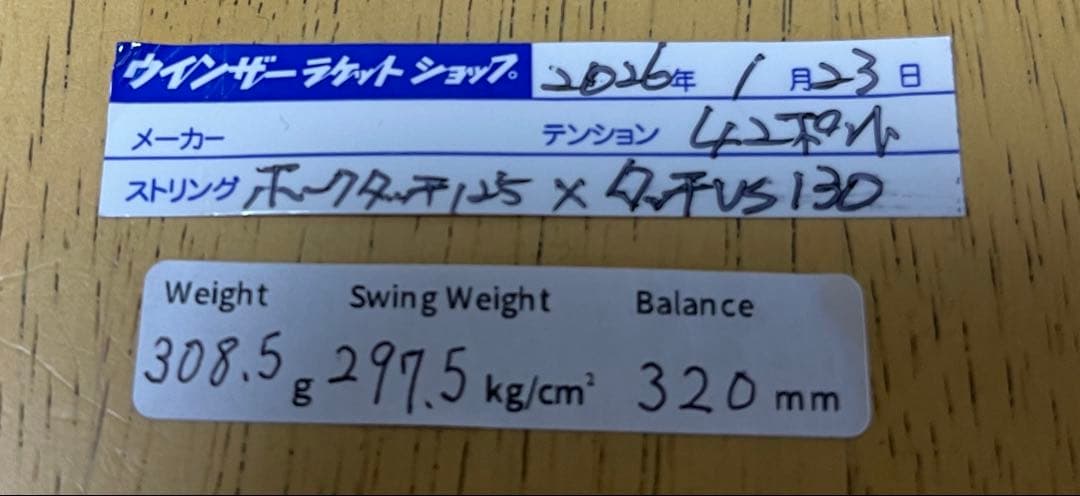 ウインザーラケットショップ。 2026年 1月23日
メーカー テンション 42ポンド
ストリング ホークタッチ125 × タッチVS130
Weight Swing Weight Balance
308.5g 297.5kg/cm² 320mm